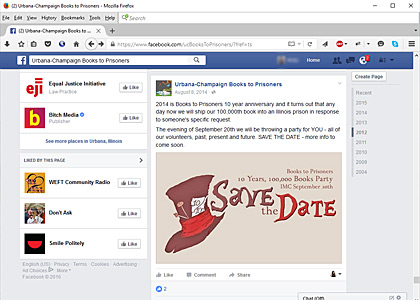 (2) Urbana-Champaign Books to Prisoners - Mozilla Firefox
File Edit View History Bookmarks Tools Help Search
(2) Urbana-Champaign Books to ...
https://www.facebook.com/ucBooksToPrisoners/?fref=ts
Search
Urbana-Champaign Books to Prisoners
Home
Equal Justice Initiative
Law Practice
Like
Bitch Media
Publisher
Like
See more places in Urbana, Illinois
LIKED BY THIS PAGE
WEFT Community Radio
Like
Don't Ask
Like
Smile Politely
Like
English (US) · Privacy · Terms · Cookies · Advertising
Ad Choices · More
Facebook © 2016
Urbana-Champaign Books to Prisoners
August 8, 2014
2014 is Books to Prisoners 10 year anniversary and it turns out that any
day now we will ship our 100,000th book into an Illinois prison in response
to someone's specific request.
The evening of September 20th we will be throwing a party for YOU - all of
our volunteers, past, present and future. SAVE THE DATE - more info to
come soon.
Books to Prisoners
10 Years, 100,000 Books Party
IMC September 20th
Save
the Date
Like Comment Share
2
Create Page
Recent
2015
2014
2013
2012
2011
2010
2009
2008
2004
Chat (Off)